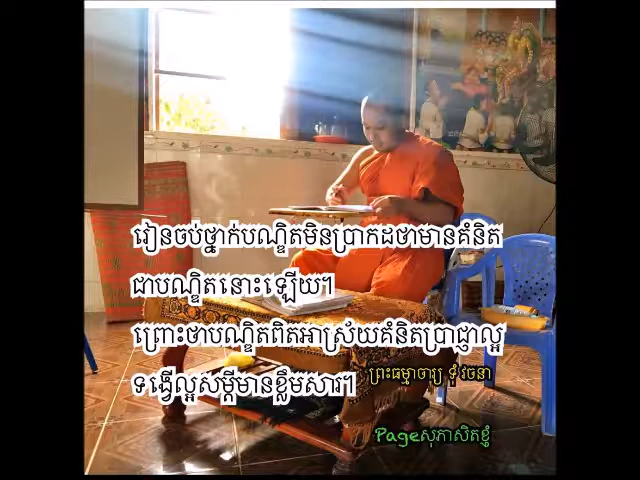 រៀនចប់ថ្នាក់បណ្ឌិតមិនប្រាកដថាមានគំនិត
ជាបណ្ឌិតនោះឡើយ។
ព្រោះថាបណ្ឌិតពិតអាស្រ័យគំនិតប្រាជ្ញាល្អ
ទង្វើល្អសម្តីមានខ្លឹមសារ។
ព្រះធម្មាចារ្យ ទុំ វចនា
Pageសុភាសិតខ្ញុំ